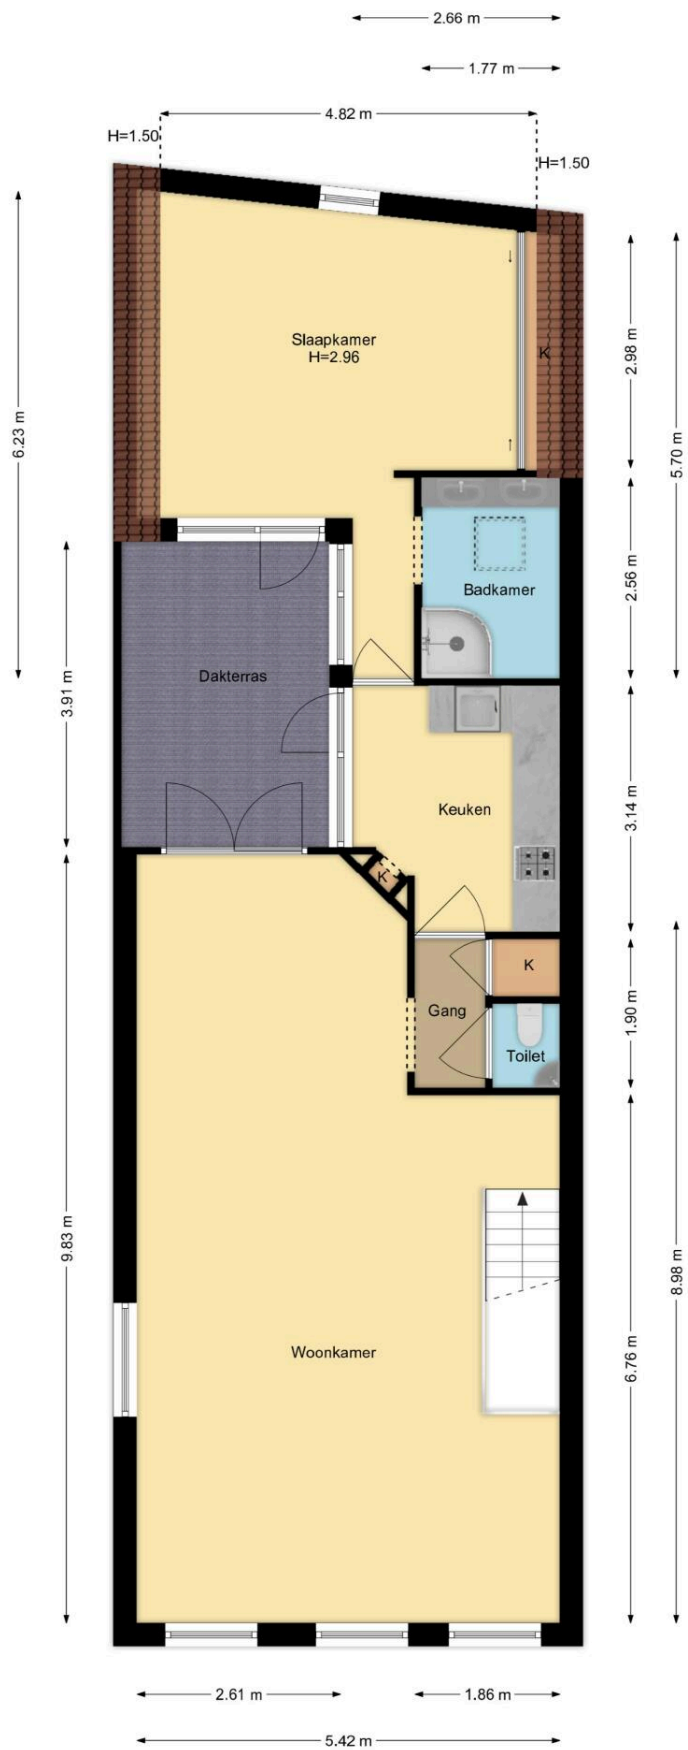 2.66 m
1.77 m
4.82 m
H=1.50
H=1.50
Slaapkamer
H=2.96
K
2.98 m
6.23 m
5.70 m
2.56 m
Badkamer
Dakterras
3.91 m
Keuken
3.14 m
K
K
Gang
1.90 m
Toilet
9.83 m
8.98 m
Woonkamer
6.76 m
2.61 m
1.86 m
5.42 m